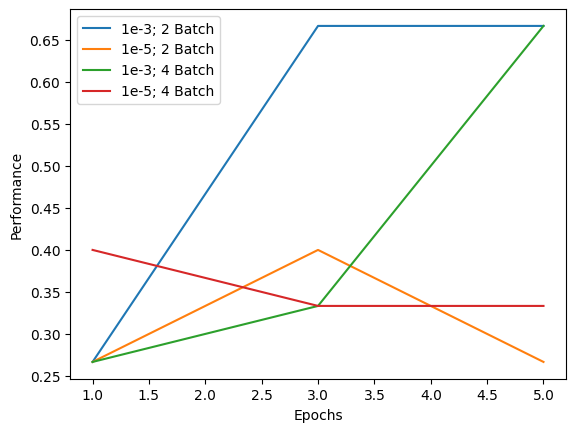 1e-3; 2 Batch
1e-5; 2 Batch
1e-3; 4 Batch
1e-5; 4 Batch
Performance
0.65
0.60
0.55
0.50
0.45
0.40
0.35
0.30
0.25
1.0 1.5 2.0 2.5 3.0 3.5 4.0 4.5 5.0
Epochs